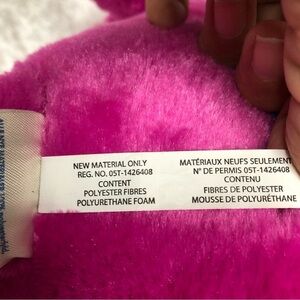 NEW MATERIAL ONLY
REG. NO. 05T-1426408
CONTENT
POLYESTER FIBRES
POLYURETHANE FOAM
MATÉRIAUX NEUFS SEULEMENT
N° DE PERMIS 05T-1426408
CONTENU
FIBRES DE POLYESTER
MOUSSE DE POLYURÉTHANE